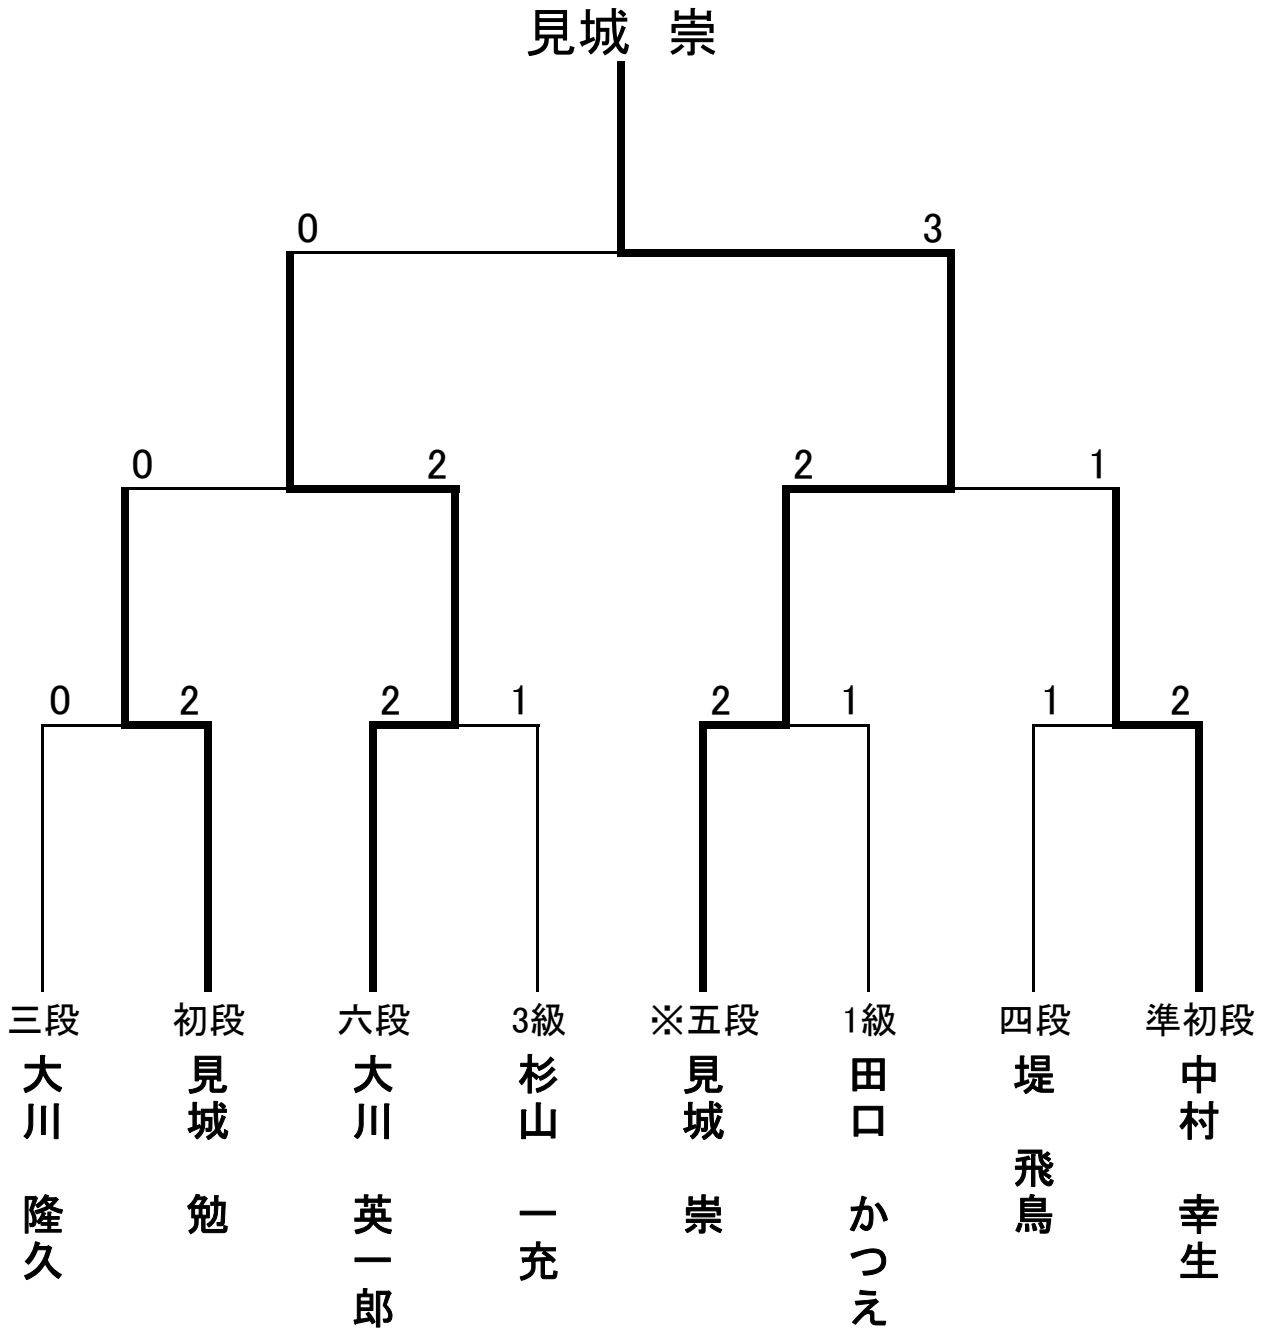 見城　崇
0 3
0 2 2 1
0 2 2 1 2 1 1 2
三段 初段 六段 3級 ※五段 1級 四段 準初段
大川　隆久
見城　勉
大川　英一郎
杉山　一充
見城　崇
田口　かつえ
堤　飛鳥
中村　幸生